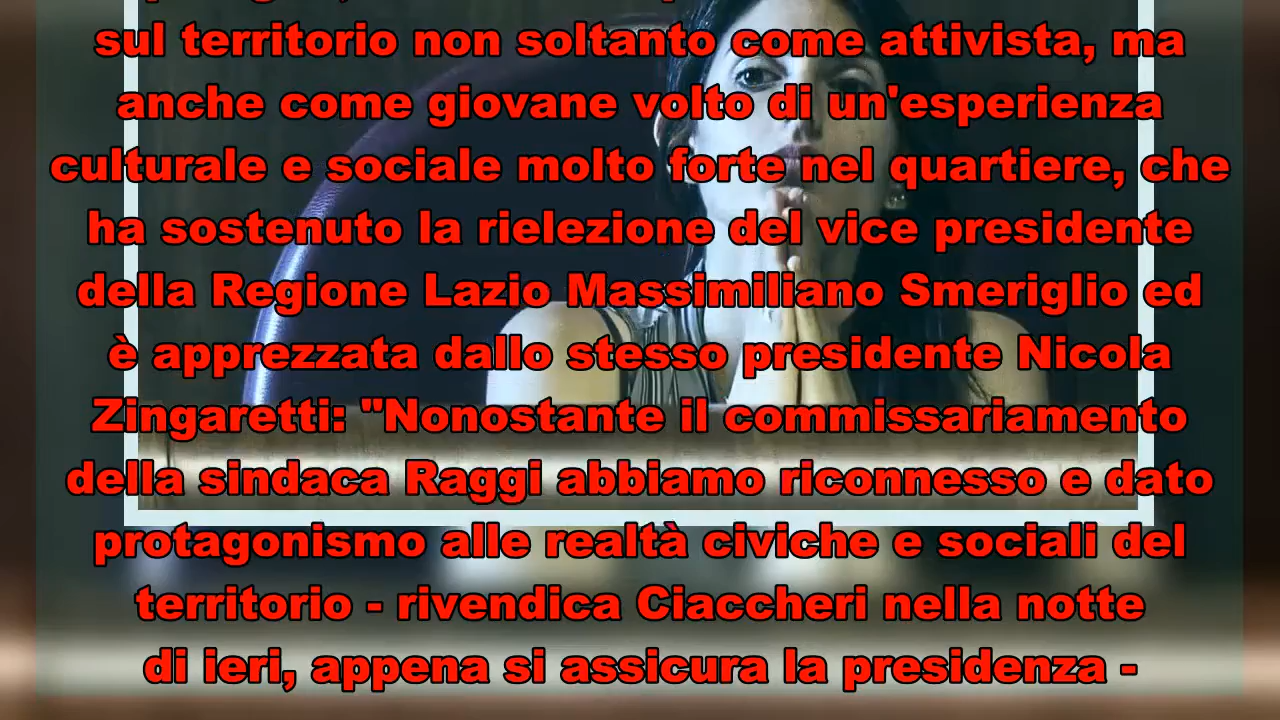 sul territorio non soltanto come attivista, ma
anche come giovane volto di un'esperienza
culturale e sociale molto forte nel quartiere, che
ha sostenuto la rielezione del vice presidente
della Regione Lazio Massimiliano Smeriglio ed
è apprezzata dallo stesso presidente Nicola
Zingaretti: "Nonostante il commissariamento
della sindaca Raggi abbiamo riconnesso e dato
protagonismo alle realtà civiche e sociali del
territorio - rivendica Ciaccheri nella notte
di ieri, appena si assicura la presidenza -